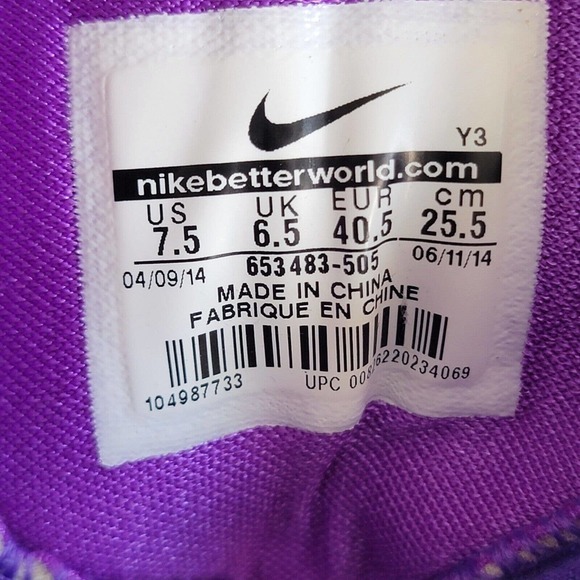 Y3
nikebetterworld.com
US UK EUR cm
7.5 6.5 40.5 25.5
04/09/14 653483-505 06/11/14
MADE IN CHINA
FABRIQUE EN CHINE
104987733 UPC